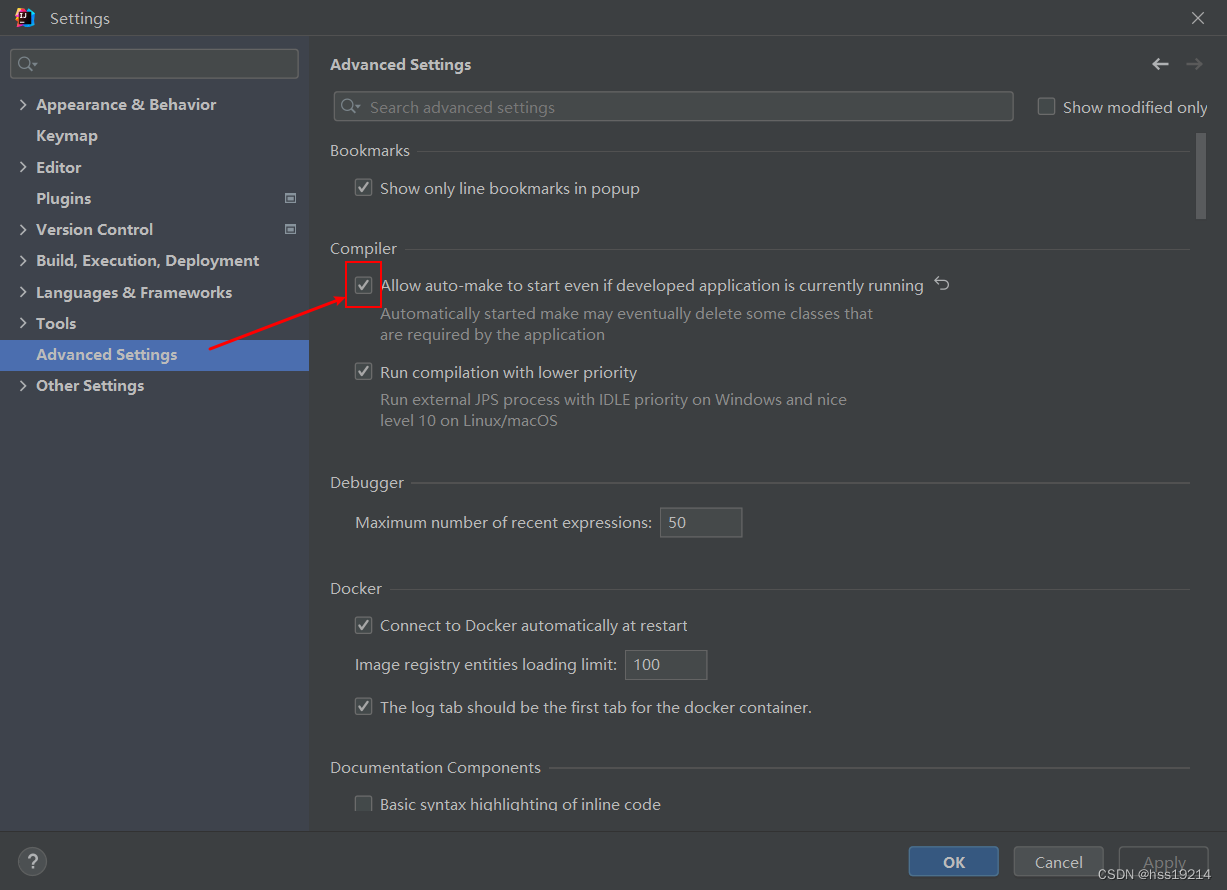 Settings
Advanced Settings
Search advanced settings
Show modified only
Appearance & Behavior
Keymap
Editor
Plugins
Version Control
Build, Execution, Deployment
Languages & Frameworks
Tools
Advanced Settings
Other Settings
Bookmarks
Show only line bookmarks in popup
Compiler
Allow auto-make to start even if developed application is currently running
Automatically started make may eventually delete some classes that
are required by the application
Run compilation with lower priority
Run external JPS process with IDLE priority on Windows and nice
level 10 on Linux/macOS
Debugger
Maximum number of recent expressions: 50
Docker
Connect to Docker automatically at restart
Image registry entities loading limit: 100
The log tab should be the first tab for the docker container.
Documentation Components
Basic syntax highlighting of inline code
?
OK
Cancel
Apply
CSDN @hss19214